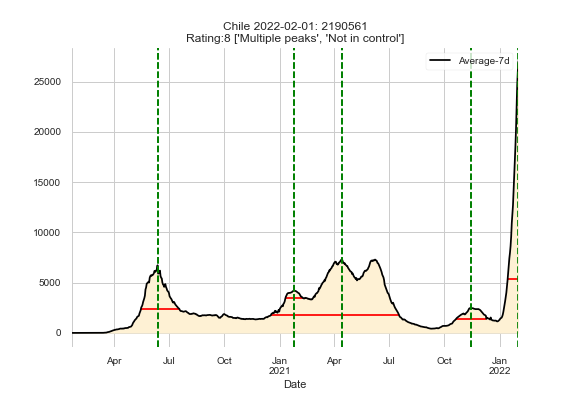 Chile 2022-02-01: 2190561
Rating:8 ['Multiple peaks', 'Not in control']
Average-7d
25000
20000
15000
10000
5000
0
Apr
Jul
Oct
Jan
2021
Apr
Jul
Oct
Jan
2022
Date